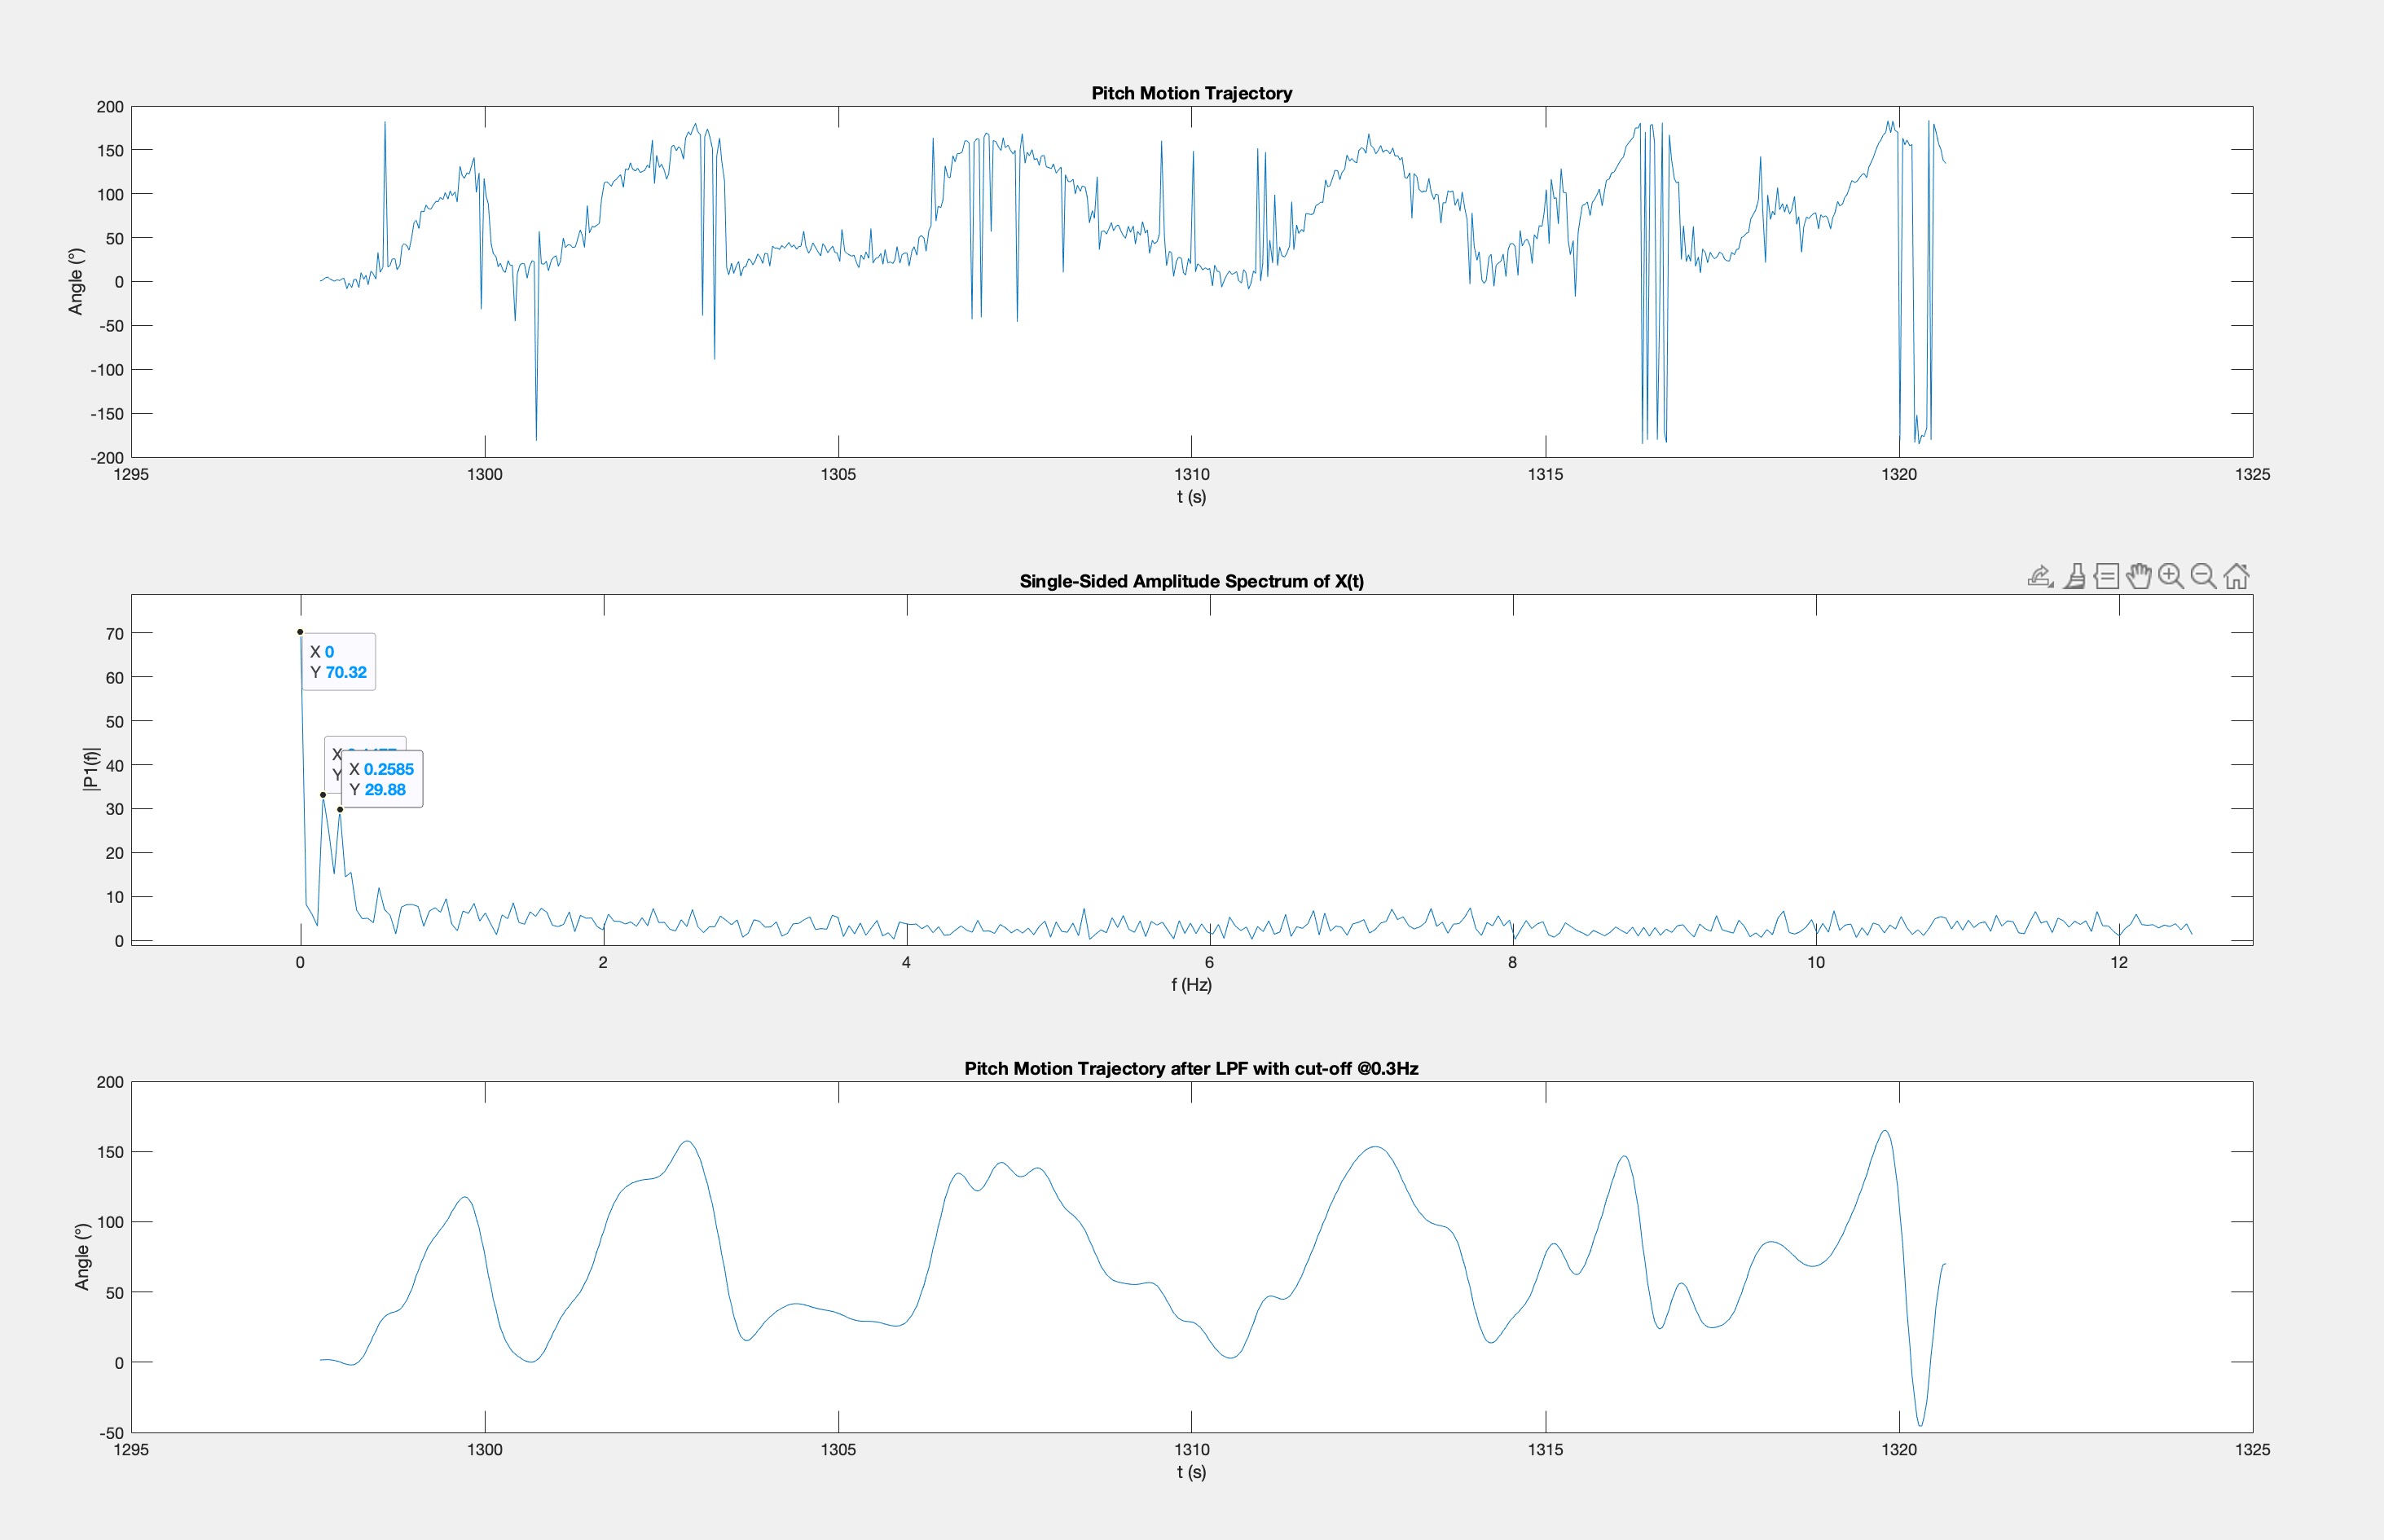 Pitch Motion Trajectory
200
150
100
50
0
-50
-100
-150
-200
Angle (°)
1295 1300 1305 1310 1315 1320 1325
t (s)
Single-Sided Amplitude Spectrum of X(t)
70
60
50
40
30
20
10
0
|P1(f)|
X 0
Y 70.32
X
Y
X 0.2585
Y 29.88
0 2 4 6 8 10 12
f (Hz)
Pitch Motion Trajectory after LPF with cut-off @0.3Hz
200
150
100
50
0
-50
Angle (°)
1295 1300 1305 1310 1315 1320 1325
t (s)